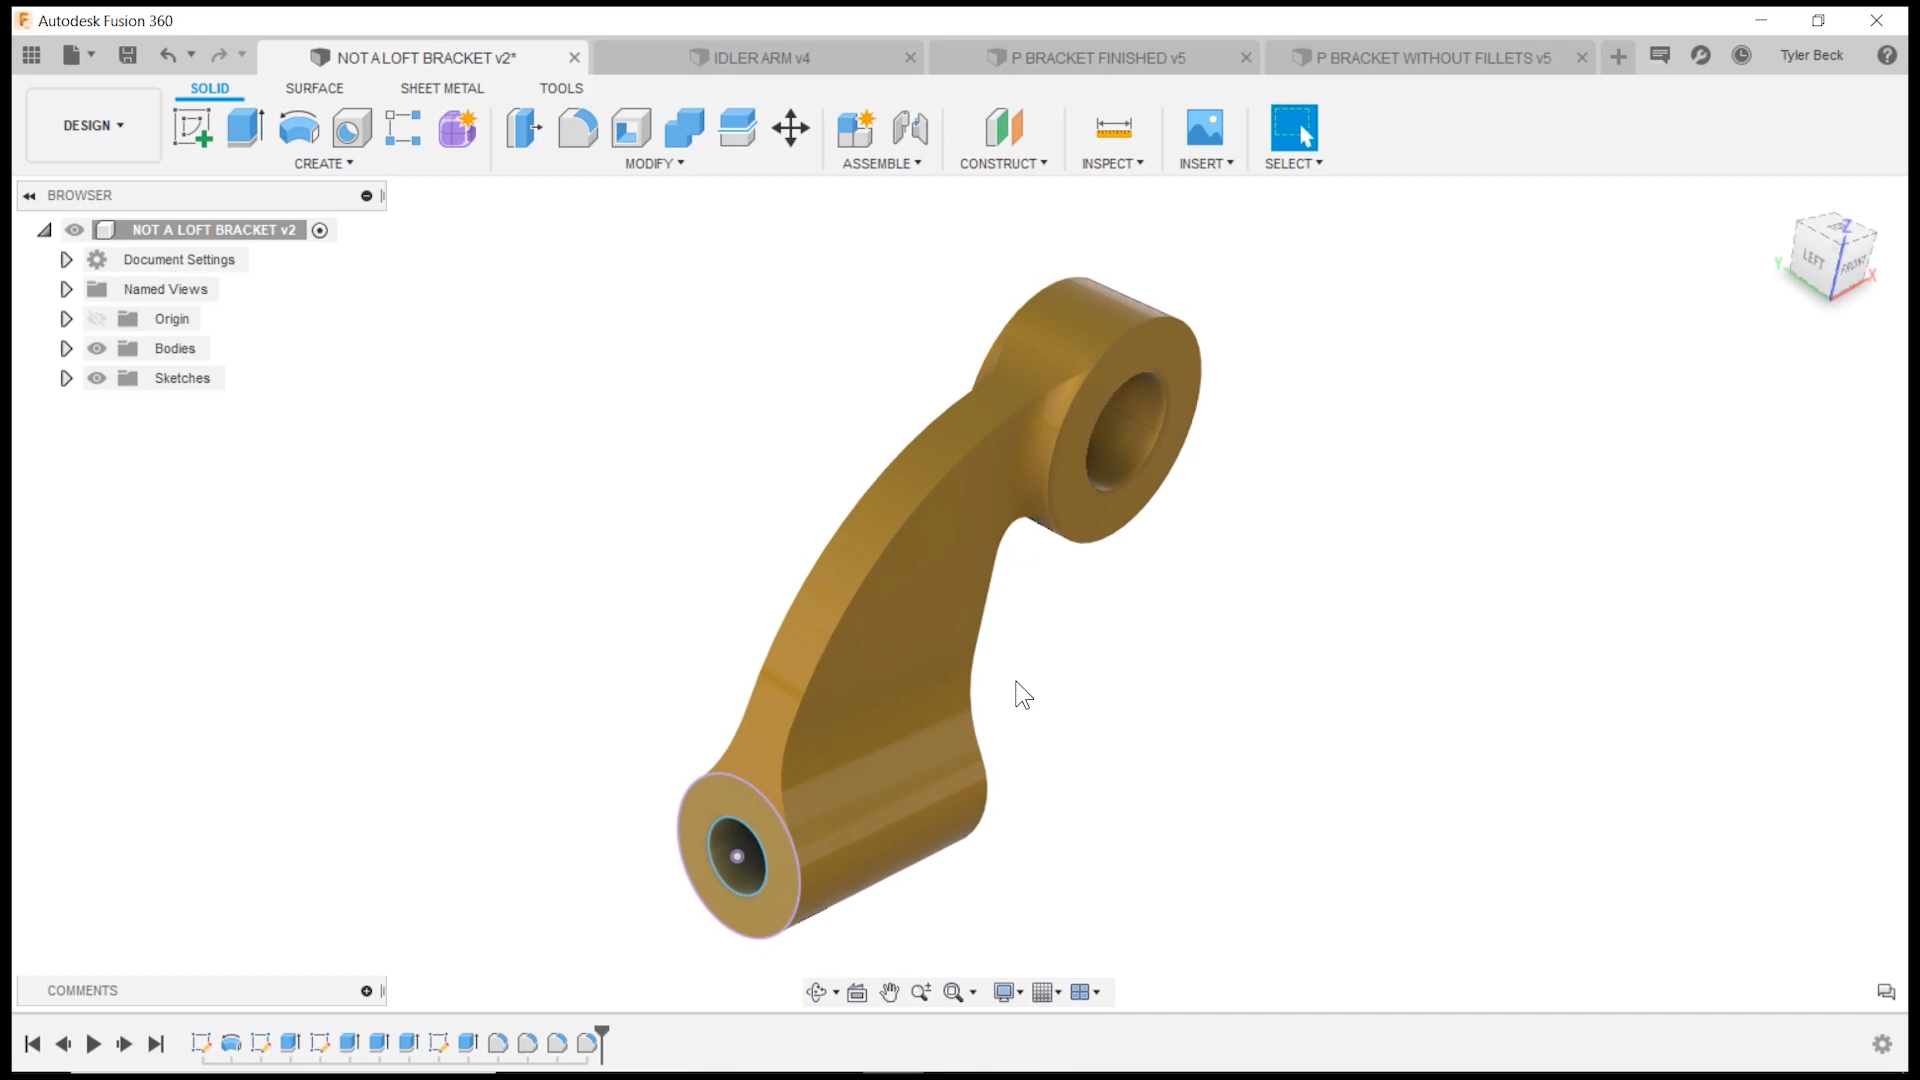 Autodesk Fusion 360
NOT A LOFT BRACKET v2*
IDLER ARM v4
P BRACKET FINISHED v5
P BRACKET WITHOUT FILLETS v5
Tyler Beck
SOLID
SURFACE
SHEET METAL
TOOLS
DESIGN
CREATE
MODIFY
ASSEMBLE
CONSTRUCT
INSPECT
INSERT
SELECT
BROWSER
NOT A LOFT BRACKET v2
Document Settings
Named Views
Origin
Bodies
Sketches
Z
LEFT
FRONT
Y
X
COMMENTS